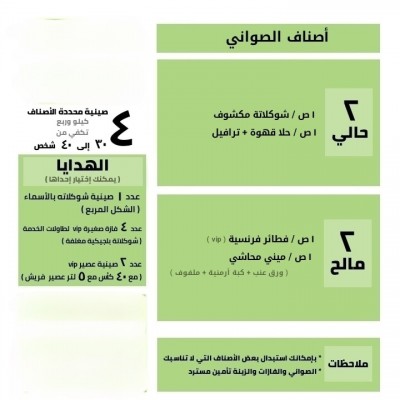 أصناف الصواني
٢
حالي
١ ص / شوكلاتة مكشوف
١ ص / حلا قهوة + ترافيل
٢
مالح
١ ص / فطائر فرنسية ( vip )
١ ص / ميني محاشي
( ورق عنب + كبة أرمنية + ملفوف )
ملاحظات
* بإمكانك استبدال بعض الأصناف التي لا تناسبك
* الصواني والفازات والزينة تأمين مسترد
٤
صينية محددة الأصناف
كيلو وربع
تكفي من
٣٠ إلى ٤٠ شخص
الهدايا
( يمكنك إختيار إحداها )
عدد ١ صينية شوكلاته بالأسماء
( الشكل المربع )
عدد ٤ فازة صغيرة vip لطاولات الخدمة
( شوكلاتة بلجيكية مغلفة )
عدد ٢ صينية عصير vip
( مع ٤٠ كأس مع ٥ لتر عصير فريش )